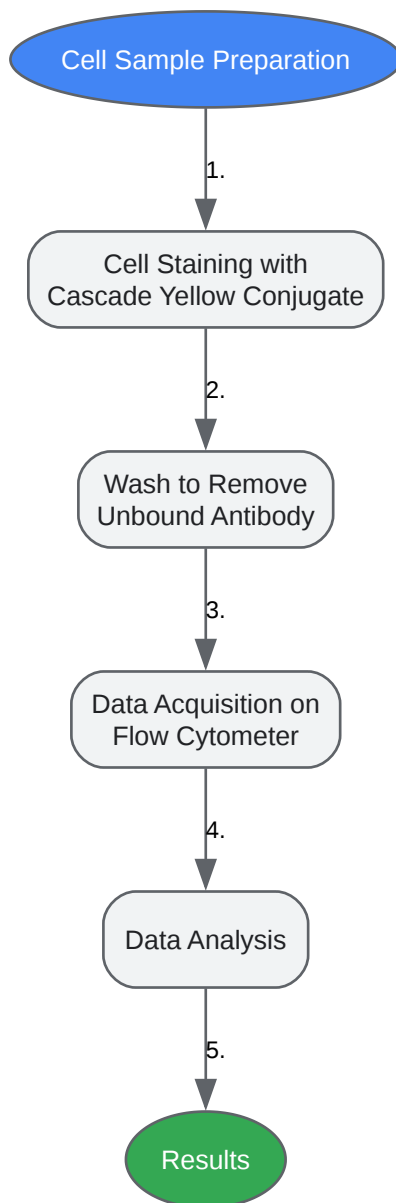 Cell Sample Preparation
1.
Cell Staining with
Cascade Yellow Conjugate
2.
Wash to Remove
Unbound Antibody
3.
Data Acquisition on
Flow Cytometer
4.
Data Analysis
5.
Results